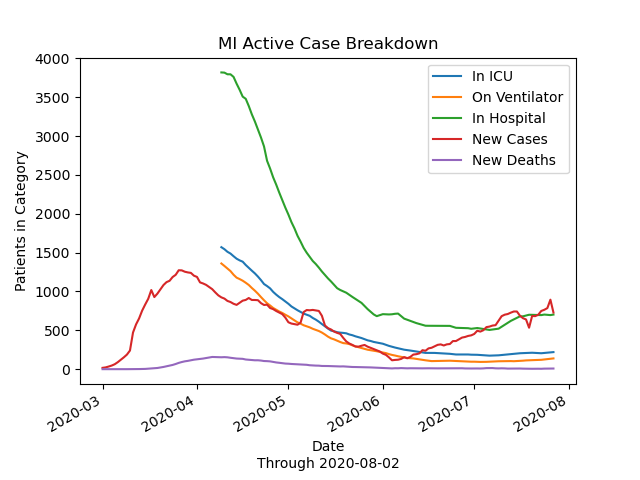 MI Active Case Breakdown
4000
3500
3000
2500
2000
1500
1000
500
0
Patients in Category
In ICU
On Ventilator
In Hospital
New Cases
New Deaths
2020-03
2020-04
2020-05
2020-06
2020-07
2020-08
Date
Through 2020-08-02